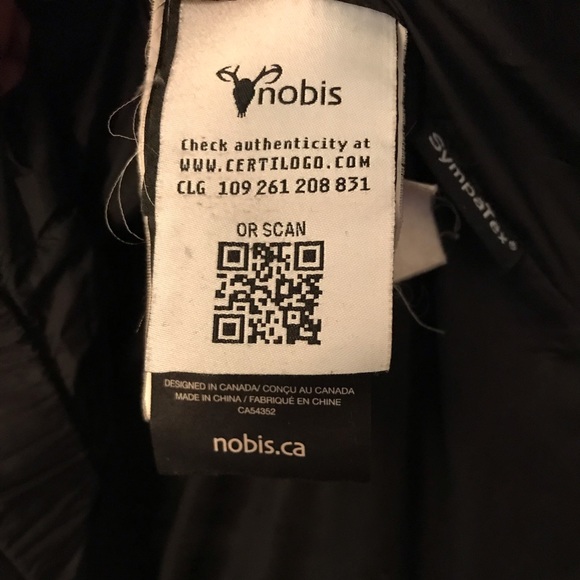 nobis
Check authenticity at
WWW.CERTILOGO.COM
CLG 109 261 208 831
OR SCAN
DESIGNED IN CANADA/ CONÇU AU CANADA
MADE IN CHINA / FABRIQUÉ EN CHINE
CA54352
nobis.ca
SYMPATEX®